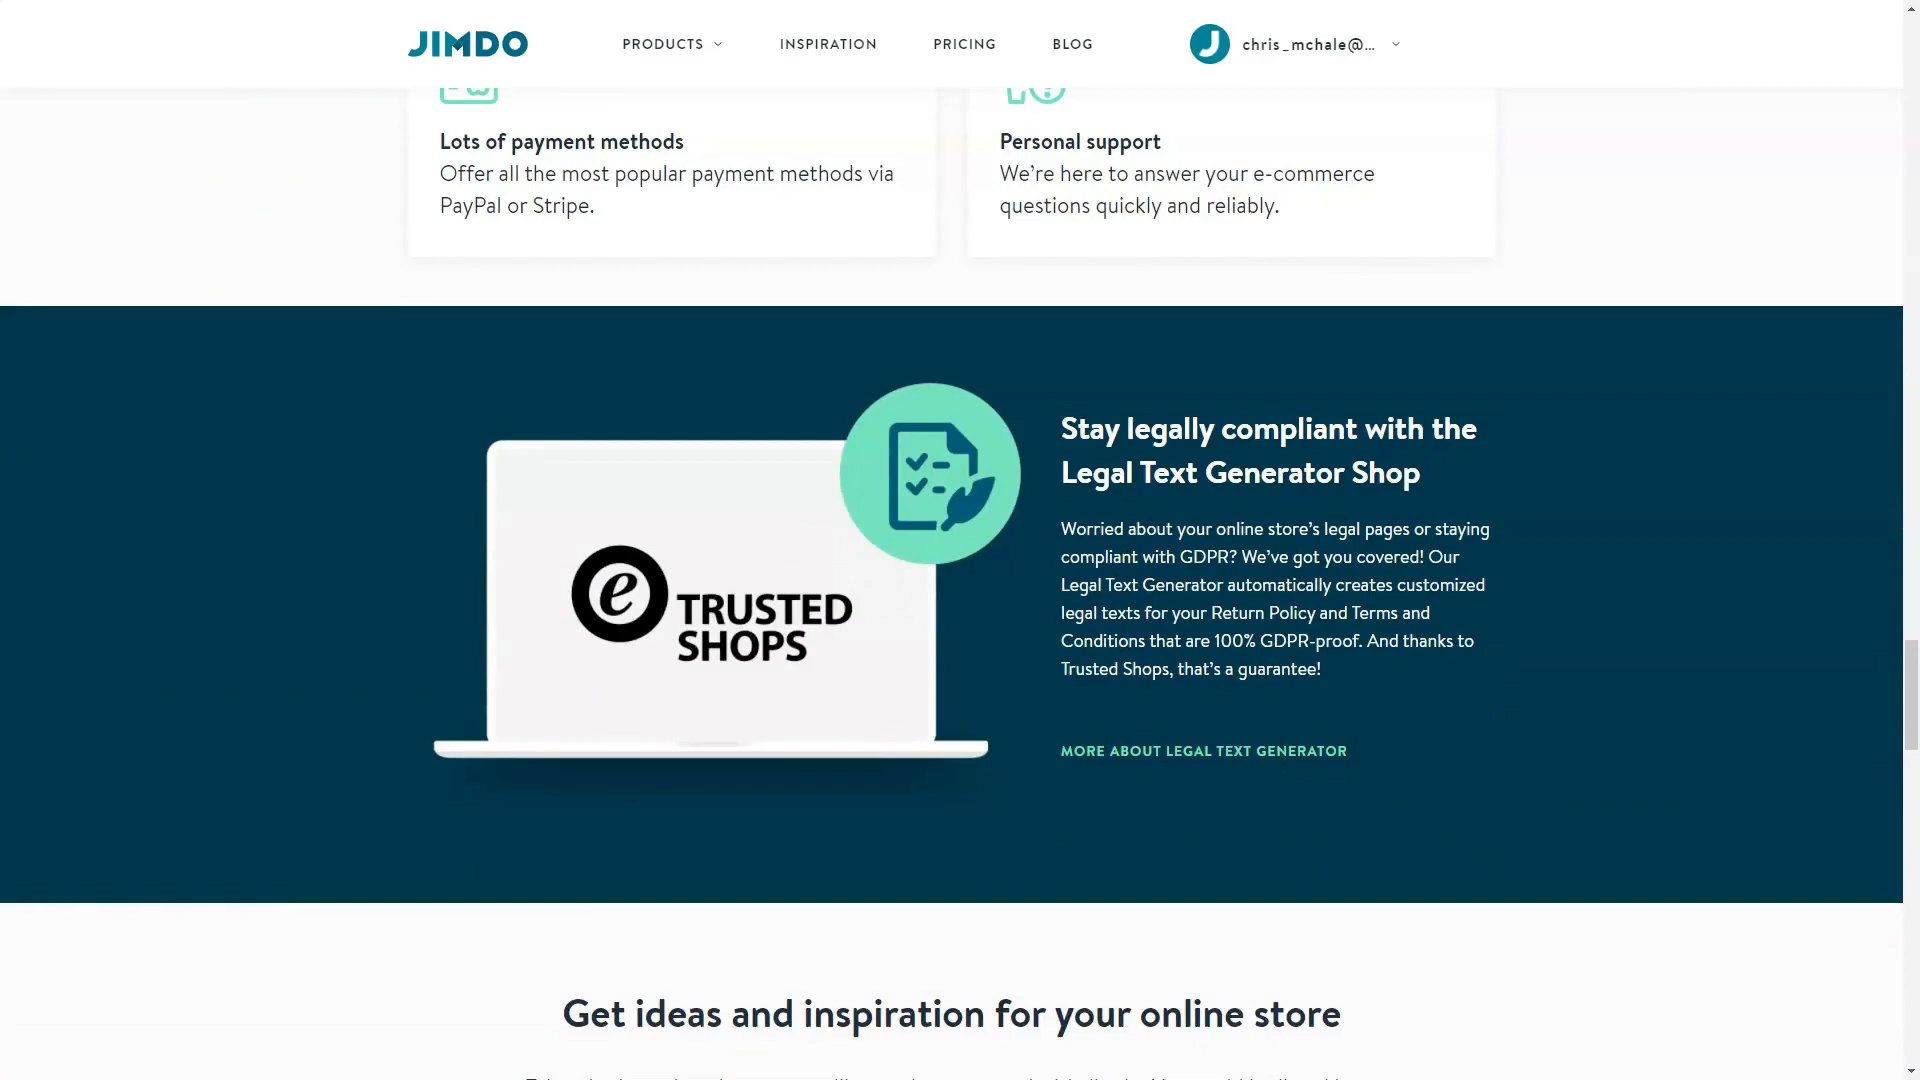 JIMDO
PRODUCTS
INSPIRATION
PRICING
BLOG
chris_mchale@...
Lots of payment methods
Offer all the most popular payment methods via
PayPal or Stripe.
Personal support
We’re here to answer your e-commerce
questions quickly and reliably.
e TRUSTED
SHOPS
Stay legally compliant with the
Legal Text Generator Shop
Worried about your online store’s legal pages or staying
compliant with GDPR? We’ve got you covered! Our
Legal Text Generator automatically creates customized
legal texts for your Return Policy and Terms and
Conditions that are 100% GDPR-proof. And thanks to
Trusted Shops, that’s a guarantee!
MORE ABOUT LEGAL TEXT GENERATOR
Get ideas and inspiration for your online store